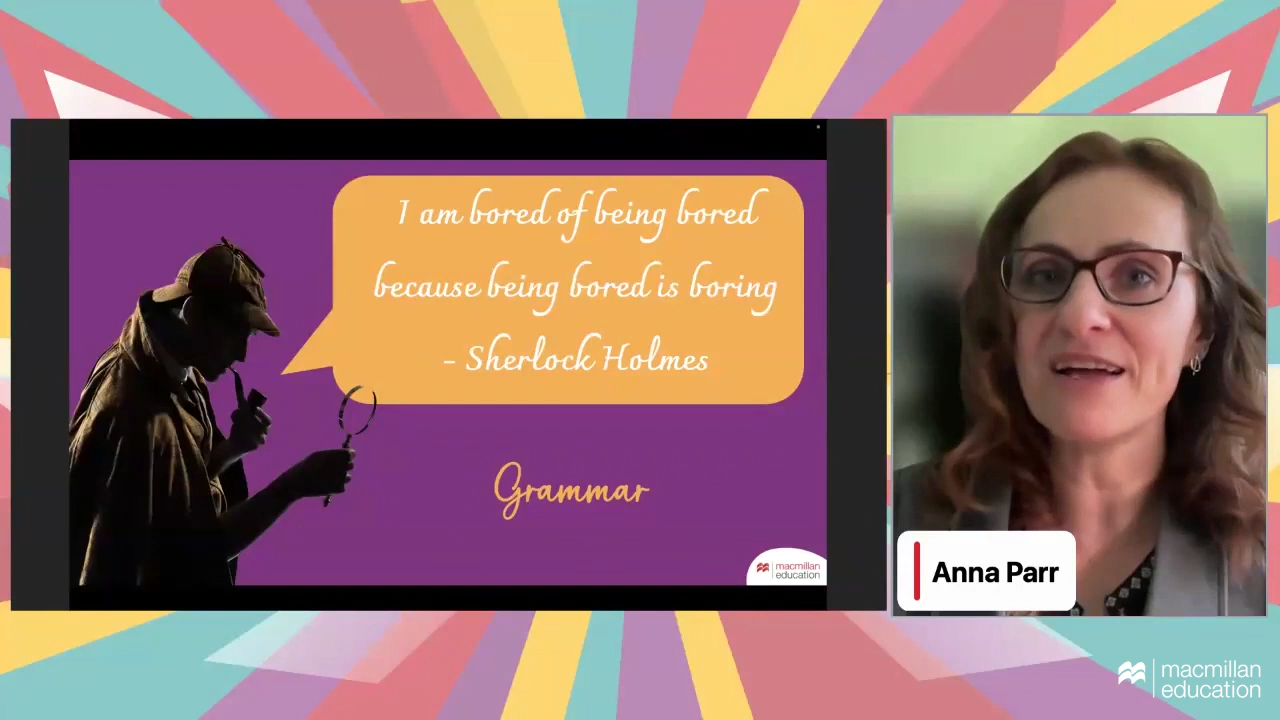 I am bored of being bored
because being bored is boring
- Sherlock Holmes
Grammar
macmillan
education
Anna Parr
macmillan
education